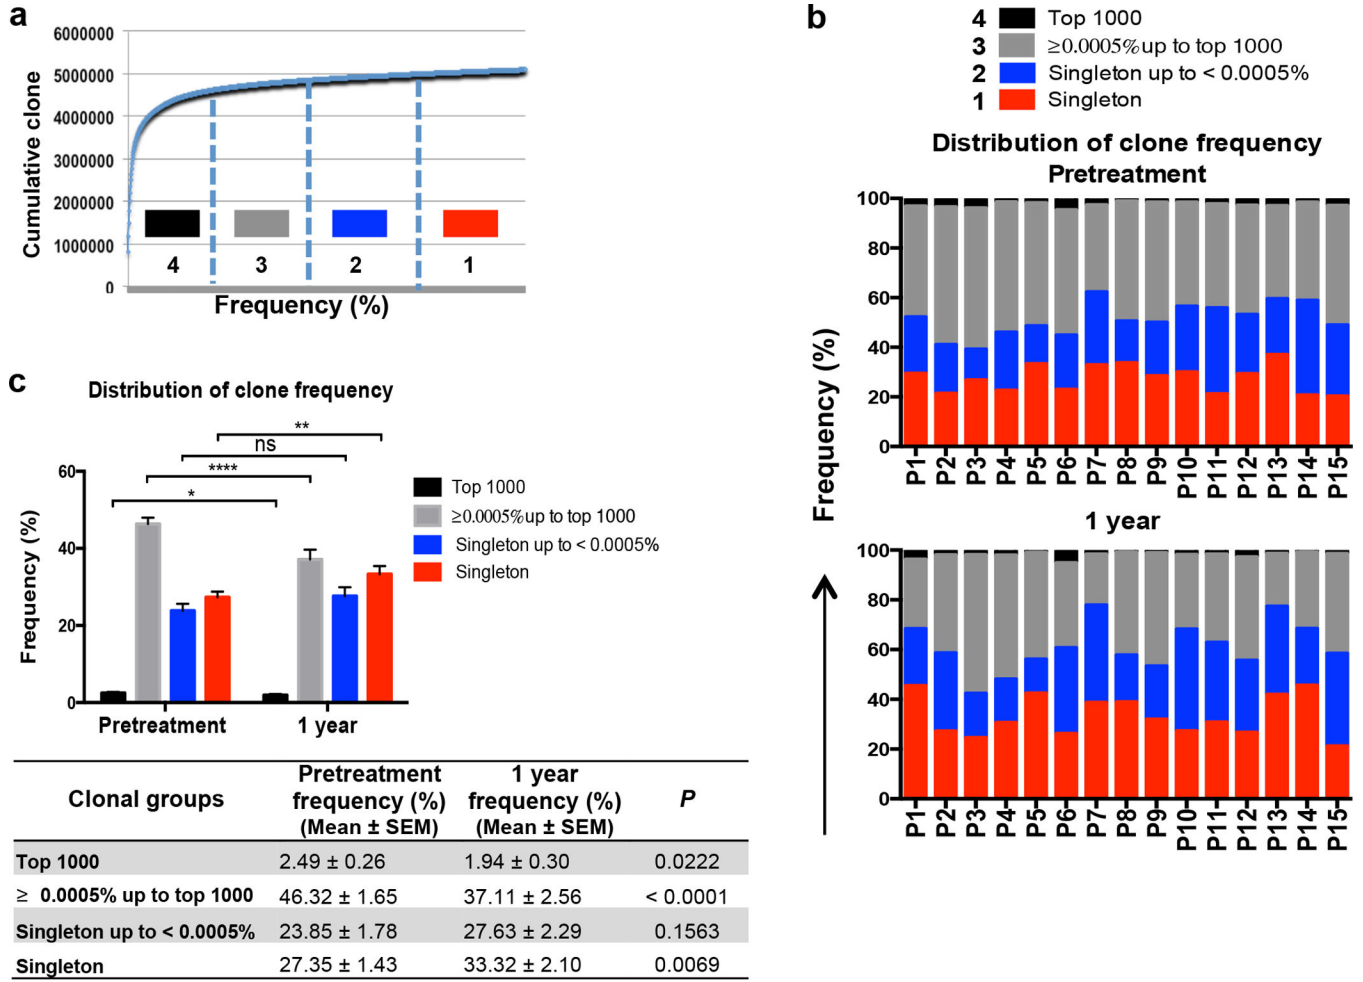 a
6000000
5000000
4000000
3000000
2000000
1000000
0
Cumulative clone
4
3
2
1
Frequency (%)
b
4 Top 1000
3 ≥0.0005% up to top 1000
2 Singleton up to < 0.0005%
1 Singleton
Distribution of clone frequency
Pretreatment
100
80
60
40
20
0
P1 P2 P3 P4 P5 P6 P7 P8 P9 P10 P11 P12 P13 P14 P15
Frequency (%)
1 year
100
80
60
40
20
0
P1 P2 P3 P4 P5 P6 P7 P8 P9 P10 P11 P12 P13 P14 P15
c
Distribution of clone frequency
**
ns
****
*
60
40
20
0
Frequency (%)
Pretreatment 1 year
Top 1000
≥0.0005% up to top 1000
Singleton up to < 0.0005%
Singleton
Clonal groups
Pretreatment
frequency (%)
(Mean ± SEM)
1 year
frequency (%)
(Mean ± SEM)
P
Top 1000 2.49 ± 0.26 1.94 ± 0.30 0.0222
≥ 0.0005% up to top 1000 46.32 ± 1.65 37.11 ± 2.56 < 0.0001
Singleton up to < 0.0005% 23.85 ± 1.78 27.63 ± 2.29 0.1563
Singleton 27.35 ± 1.43 33.32 ± 2.10 0.0069